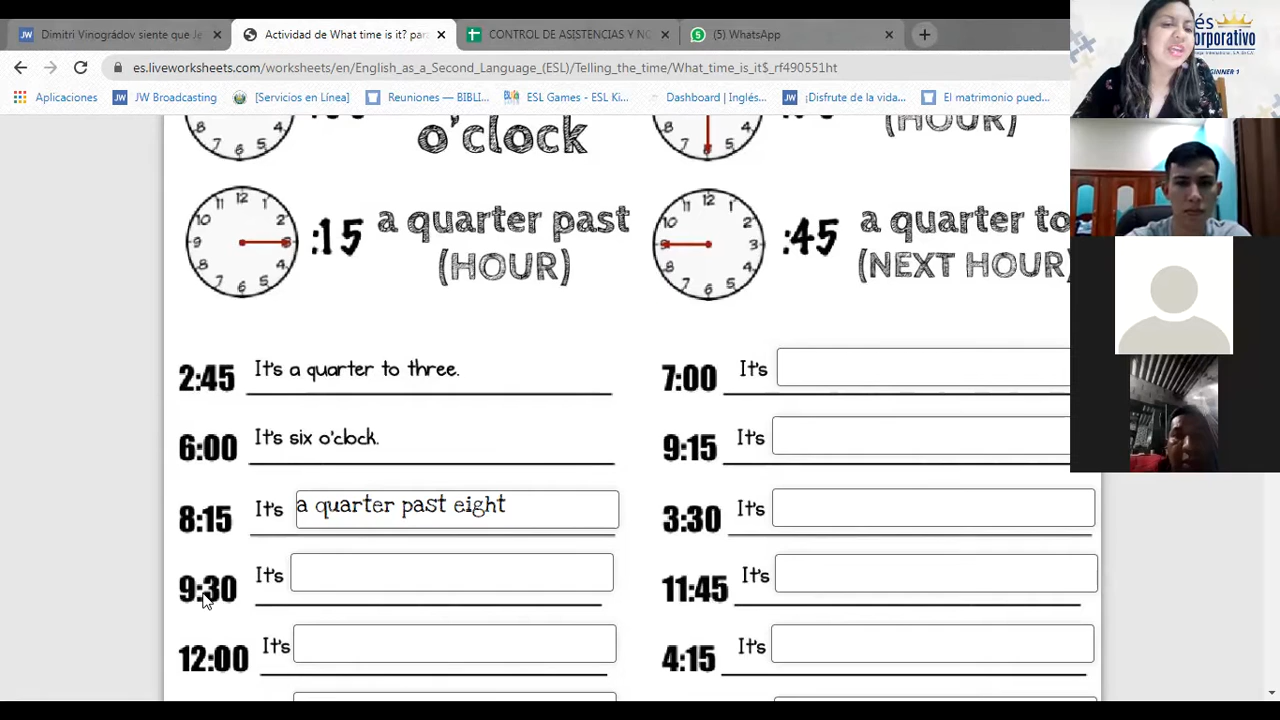 Dimitri Vinográdov siente que Je
Actividad de What time is it? par
CONTROL DE ASISTENCIAS Y NO
(5) WhatsApp
es.liveworksheets.com/worksheets/en/English_as_a_Second_Language_(ESL)/Telling_the_time/What_time_is_it$_rf490551ht
Aplicaciones
JW Broadcasting
[Servicios en Línea]
Reuniones — BIBLI...
ESL Games - ESL Ki...
Dashboard | Inglés...
¡Disfrute de la vida...
El matrimonio pued...
és
orporativo
GINNER 1
o'clock
(HOUR)
:15 a quarter past
(HOUR)
:45 a quarter to
(NEXT HOUR)
2:45 It's a quarter to three.
6:00 It's six o'clock.
8:15 It's a quarter past eight
9:30 It's
12:00 It's
7:00 It's
9:15 It's
3:30 It's
11:45 It's
4:15 It's